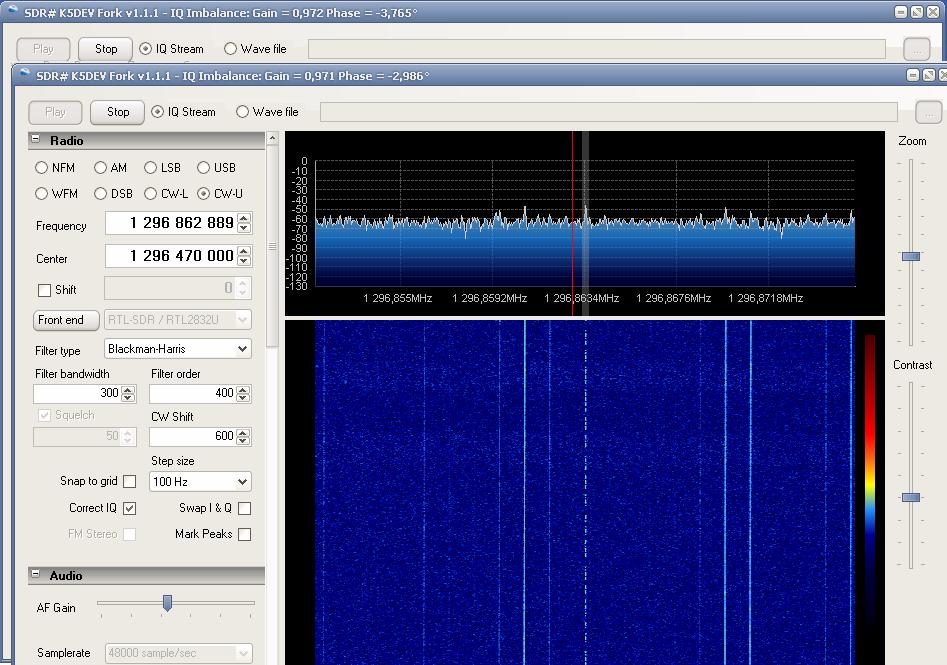 SDR# K5DEV Fork v1.1.1 - IQ Imbalance: Gain = 0,972 Phase = -3,765°
Play Stop IQ Stream Wave file ...
SDR# K5DEV Fork v1.1.1 - IQ Imbalance: Gain = 0,971 Phase = -2,986°
Play Stop IQ Stream Wave file ...
Radio
NFM AM LSB USB
WFM DSB CW-L CW-U
Frequency 1 296 862 889
Center 1 296 470 000
Shift 0
Front end RTL-SDR / RTL2832U
Filter type Blackman-Harris
Filter bandwidth Filter order
300 400
Squelch CW Shift
50 600
Step size
Snap to grid 100 Hz
Correct IQ Swap I & Q
FM Stereo Mark Peaks
Audio
AF Gain
Samplerate 48000 sample/sec
0
-10
-20
-30
-40
-50
-60
-70
-80
-90
-100
-110
-120
-130
1 296,855MHz 1 296,8592MHz 1 296,8634MHz 1 296,8676MHz 1 296,8718MHz
Zoom
Contrast